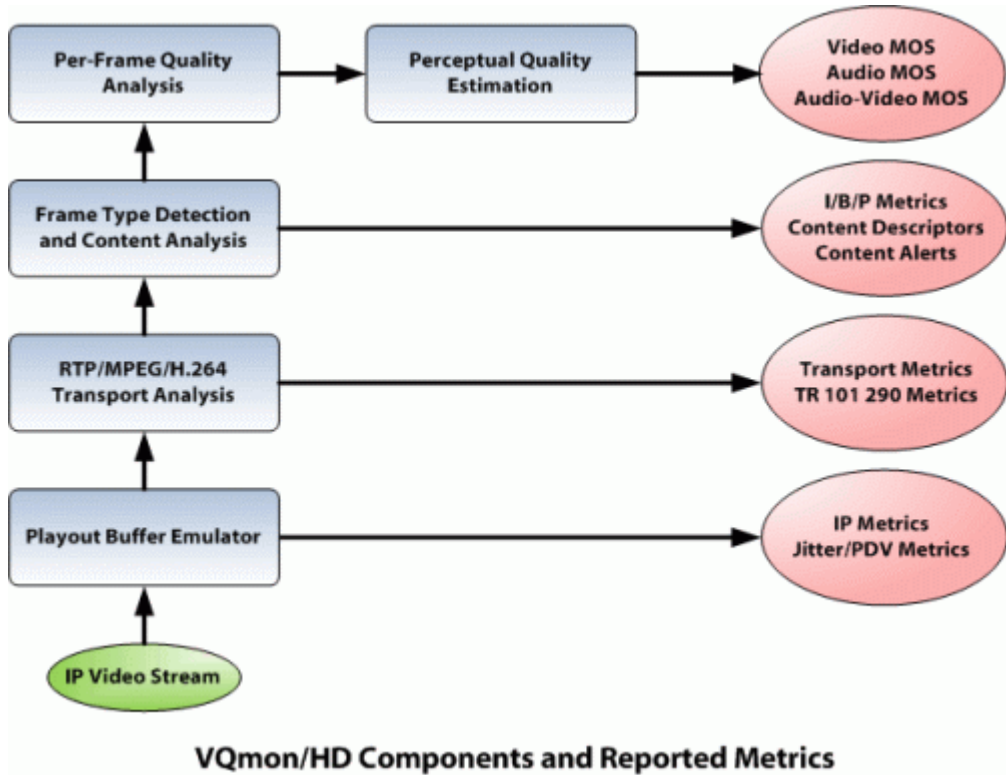 Per-Frame Quality
Analysis
Perceptual Quality
Estimation
Video MOS
Audio MOS
Audio-Video MOS
Frame Type Detection
and Content Analysis
I/B/P Metrics
Content Descriptors
Content Alerts
RTP/MPEG/H.264
Transport Analysis
Transport Metrics
TR 101 290 Metrics
Playout Buffer Emulator
IP Metrics
Jitter/PDV Metrics
IP Video Stream
VQmon/HD Components and Reported Metrics